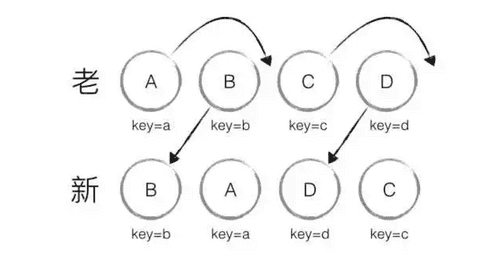 老 A B C D
key=a key=b key=c key=d
新 B A D C
key=b key=a key=d key=c